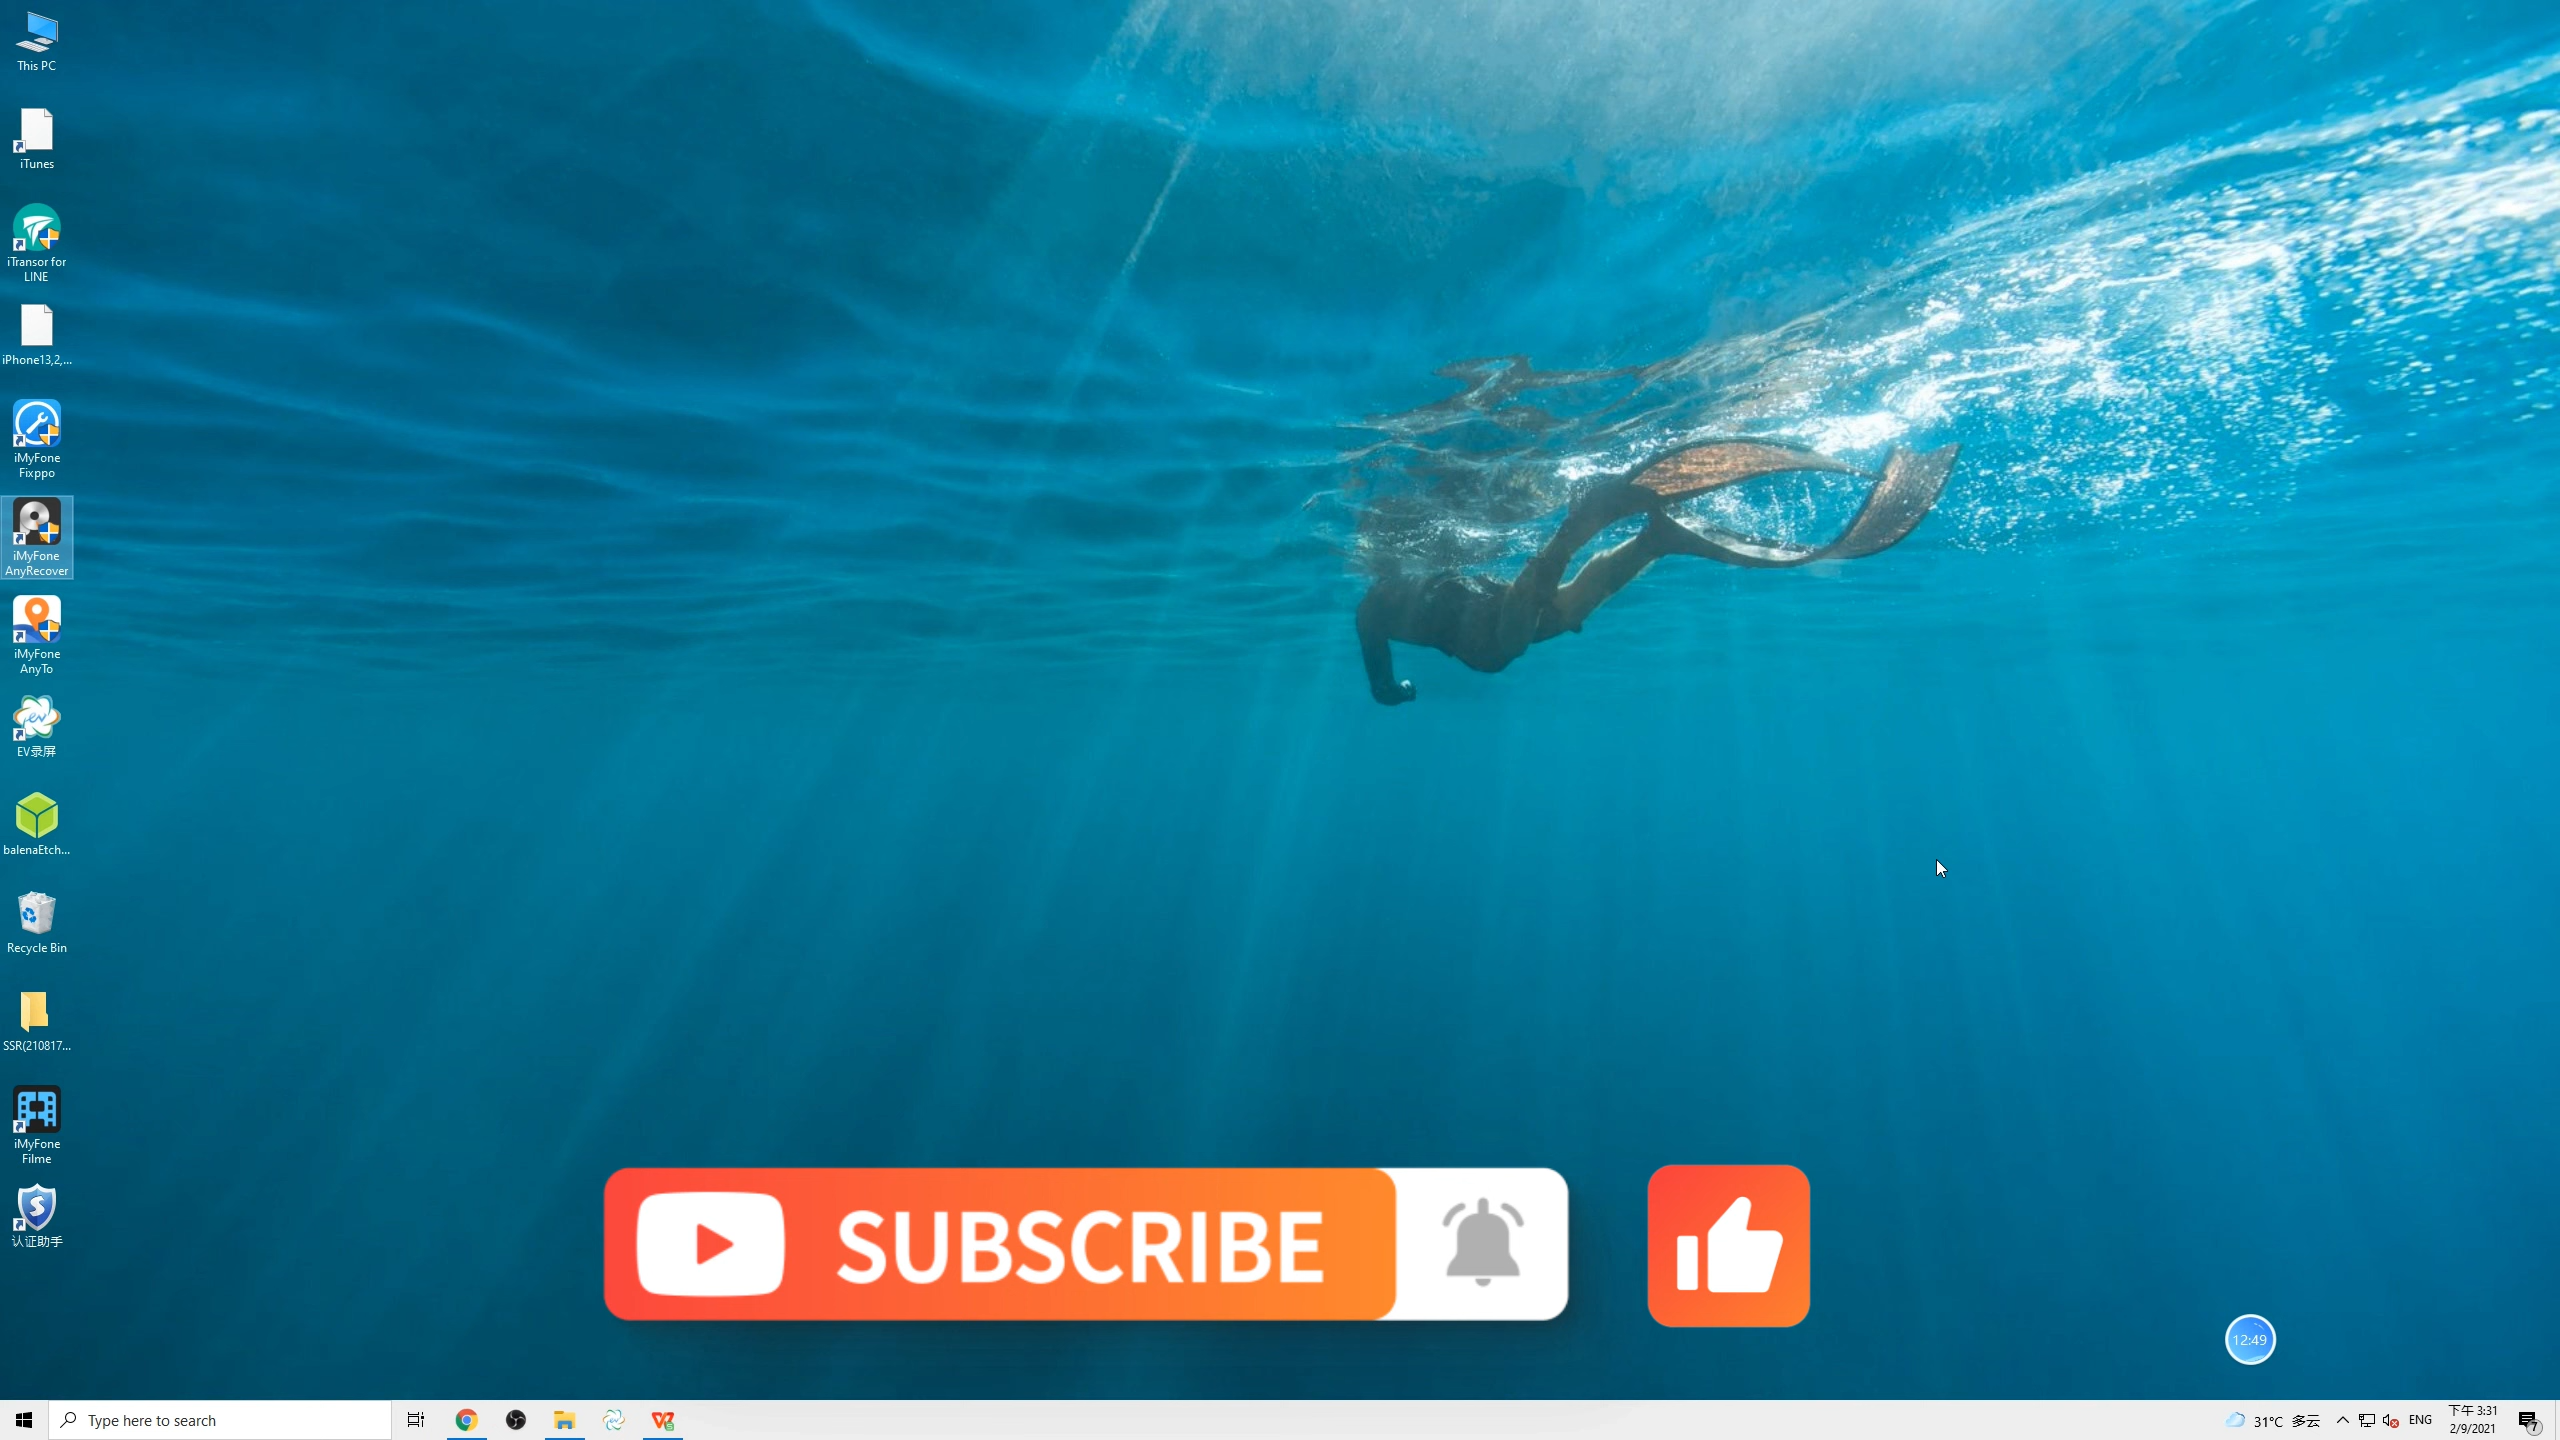 This PC
iTunes
iTransor for
LINE
iPhone13,2,...
iMyFone
Fixppo
iMyFone
AnyRecover
iMyFone
AnyTo
EV录屏
balenaEtch...
Recycle Bin
SSR(210817...
iMyFone
Filme
认证助手
SUBSCRIBE
12:49
Type here to search
31°C 多云
ENG
下午 3:31
2/9/2021
7